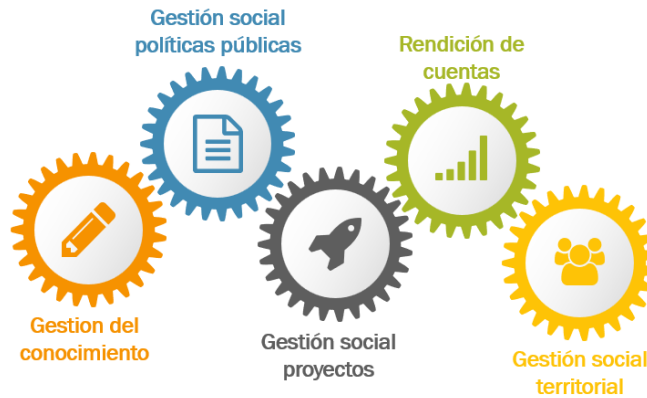 Gestión social
políticas públicas
Rendición de
cuentas
Gestion del
conocimiento
Gestión social
proyectos
Gestión social
territorial